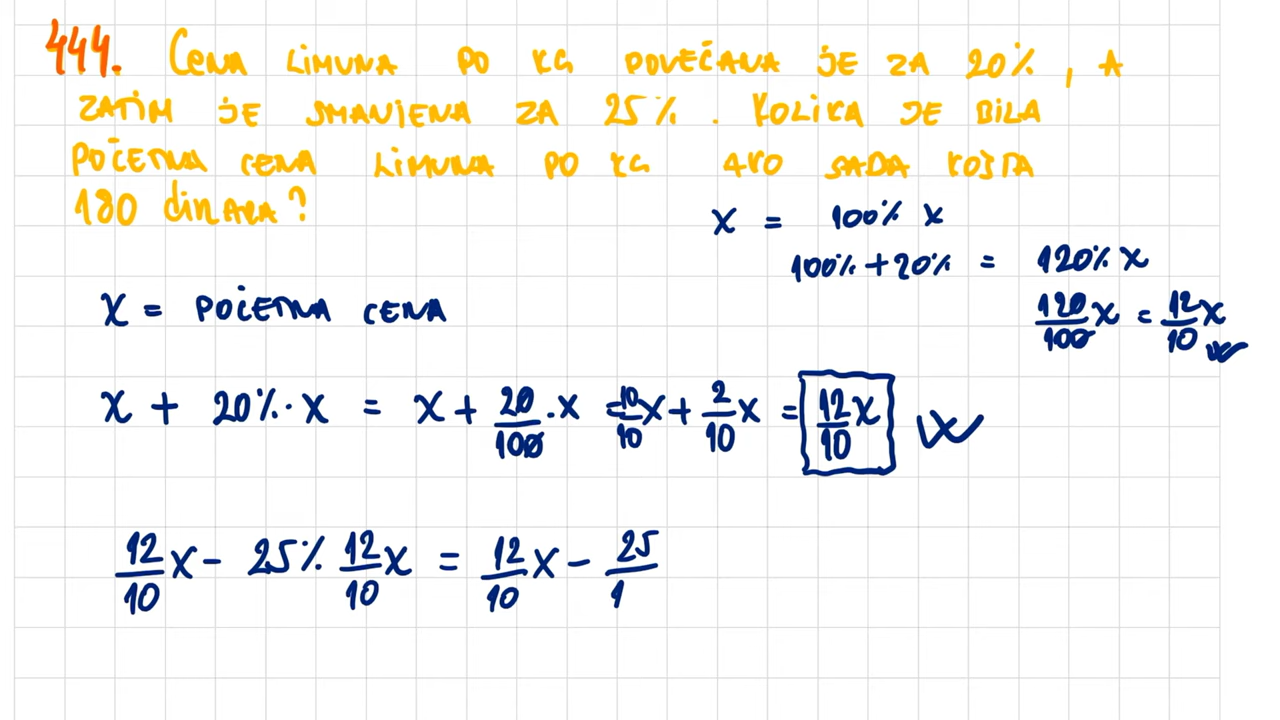 444. Cena limuna po kg povećana je za 20%, a
zatim je smanjena za 25%. Kolika je bila
početna cena limuna po kg ako sada košta
180 dinara?
x = 100% x
100% + 20% = 120% x
120/100 x = 12/10 x
x = početna cena
x + 20% · x = x + 20/100 · x = 10/10 x + 2/10 x = 12/10 x
12/10 x - 25% 12/10 x = 12/10 x - 25/1